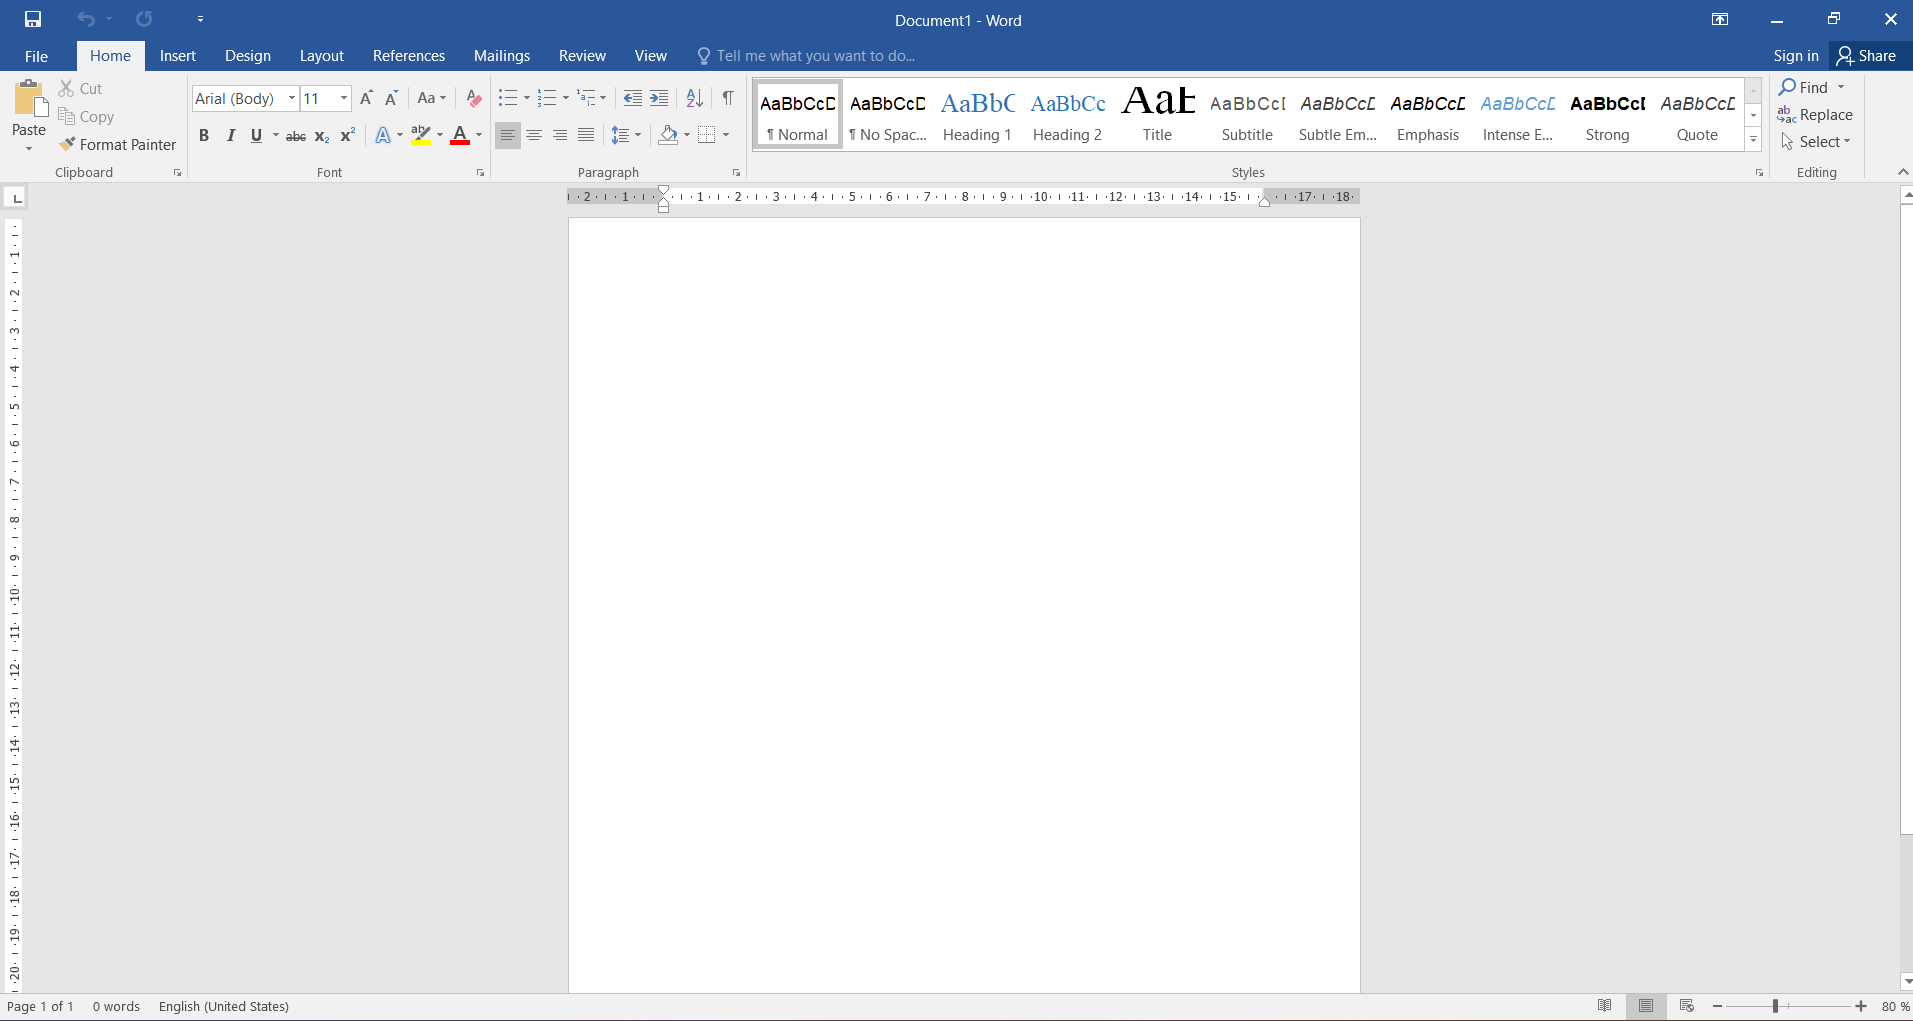 Document1 - Word
File Home Insert Design Layout References Mailings Review View Tell me what you want to do... Sign in Share
Paste Cut Copy Format Painter
Clipboard
Arial (Body) 11 Aa
B I U abc x₂ x² A ab A
Font
Paragraph
AaBbCcD AaBbCcD AaBbC AaBbCc AaB AaBbCcD AaBbCcD AaBbCcD AaBbCcD AaBbCcD AaBbCcD
¶ Normal ¶ No Spac... Heading 1 Heading 2 Title Subtitle Subtle Em... Emphasis Intense E... Strong Quote
Styles
Find
Replace
Select
Editing
2 1 1 2 3 4 5 6 7 8 9 10 11 12 13 14 15 17 18
1
2
3
4
5
6
7
8
9
10
11
12
13
14
15
16
17
18
19
20
Page 1 of 1 0 words English (United States) 80 %